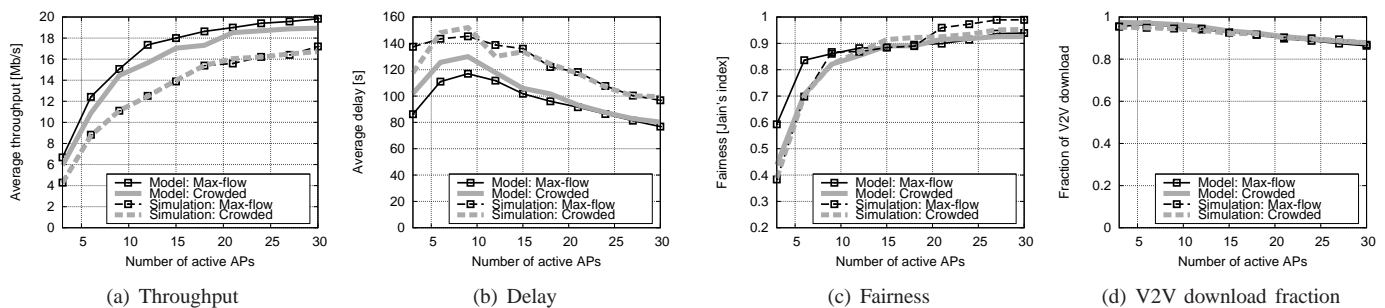 Average throughput [Mb/s]
20
18
16
14
12
10
8
6
4
2
0
Model: Max-flow
Model: Crowded
Simulation: Max-flow
Simulation: Crowded
5 10 15 20 25 30
Number of active APs
(a) Throughput
Average delay [s]
160
140
120
100
80
60
40
20
0
Model: Max-flow
Model: Crowded
Simulation: Max-flow
Simulation: Crowded
5 10 15 20 25 30
Number of active APs
(b) Delay
Fairness [Jain's index]
1
0.9
0.8
0.7
0.6
0.5
0.4
0.3
0.2
Model: Max-flow
Model: Crowded
Simulation: Max-flow
Simulation: Crowded
5 10 15 20 25 30
Number of active APs
(c) Fairness
Fraction of V2V download
1
0.8
0.6
0.4
0.2
0
Model: Max-flow
Model: Crowded
Simulation: Max-flow
Simulation: Crowded
5 10 15 20 25 30
Number of active APs
(d) V2V download fraction